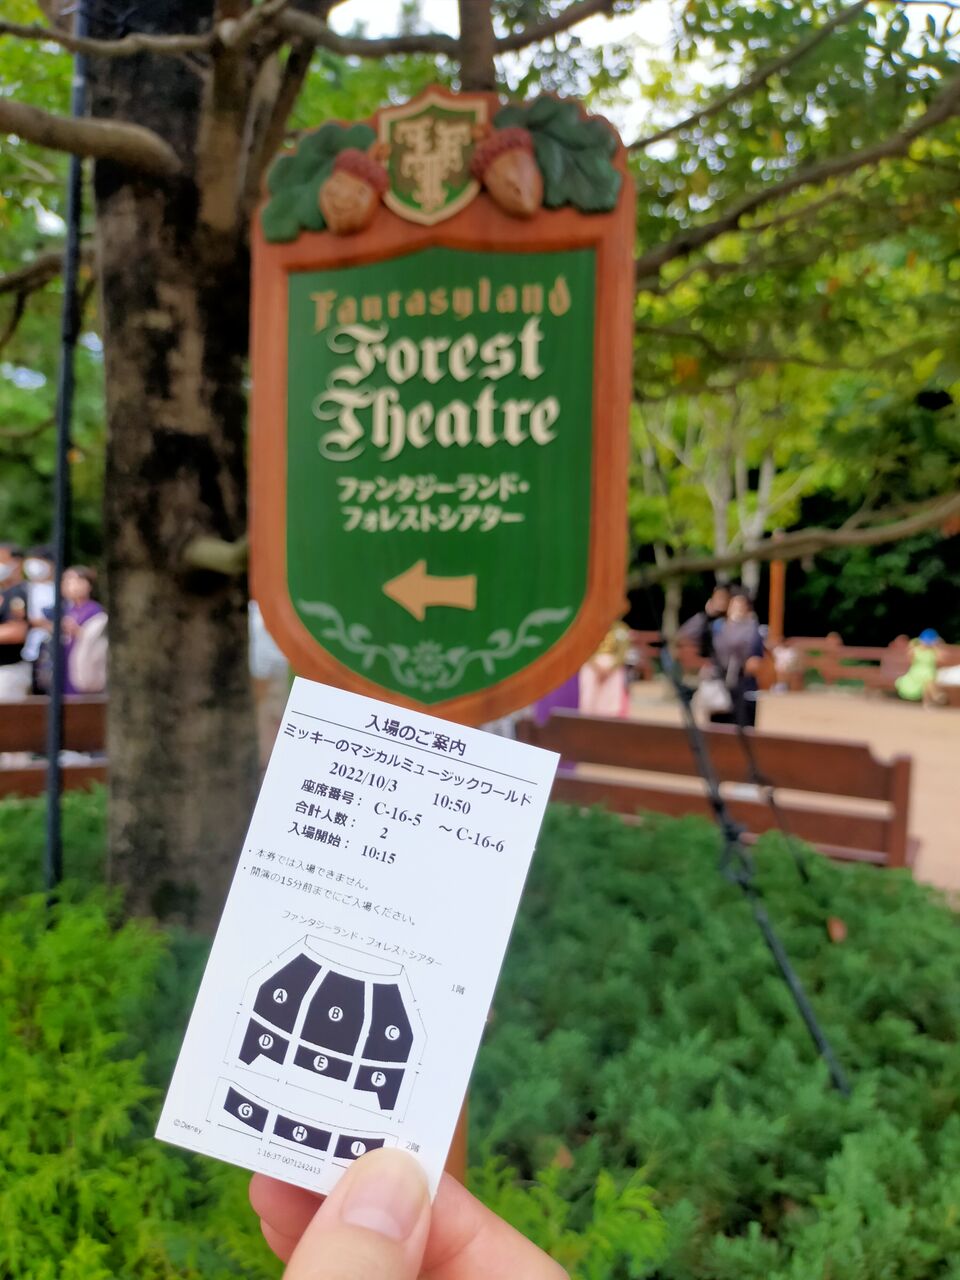 Fantasyland
Forest
Theatre
ファンタジーランド・
フォレストシアター
入場のご案内
ミッキーのマジカルミュージックワールド
2022/10/3 10:50
座席番号： C-16-5 ～C-16-6
合計人数： 2
入場開始： 10:15
・本券では入場できません。
・開演の15分前までにご入場ください。
ファンタジーランド・フォレストシアター
1階
A
B
C
D
E
F
G
H
I
2階
©Disney
1 16:37 0071242413